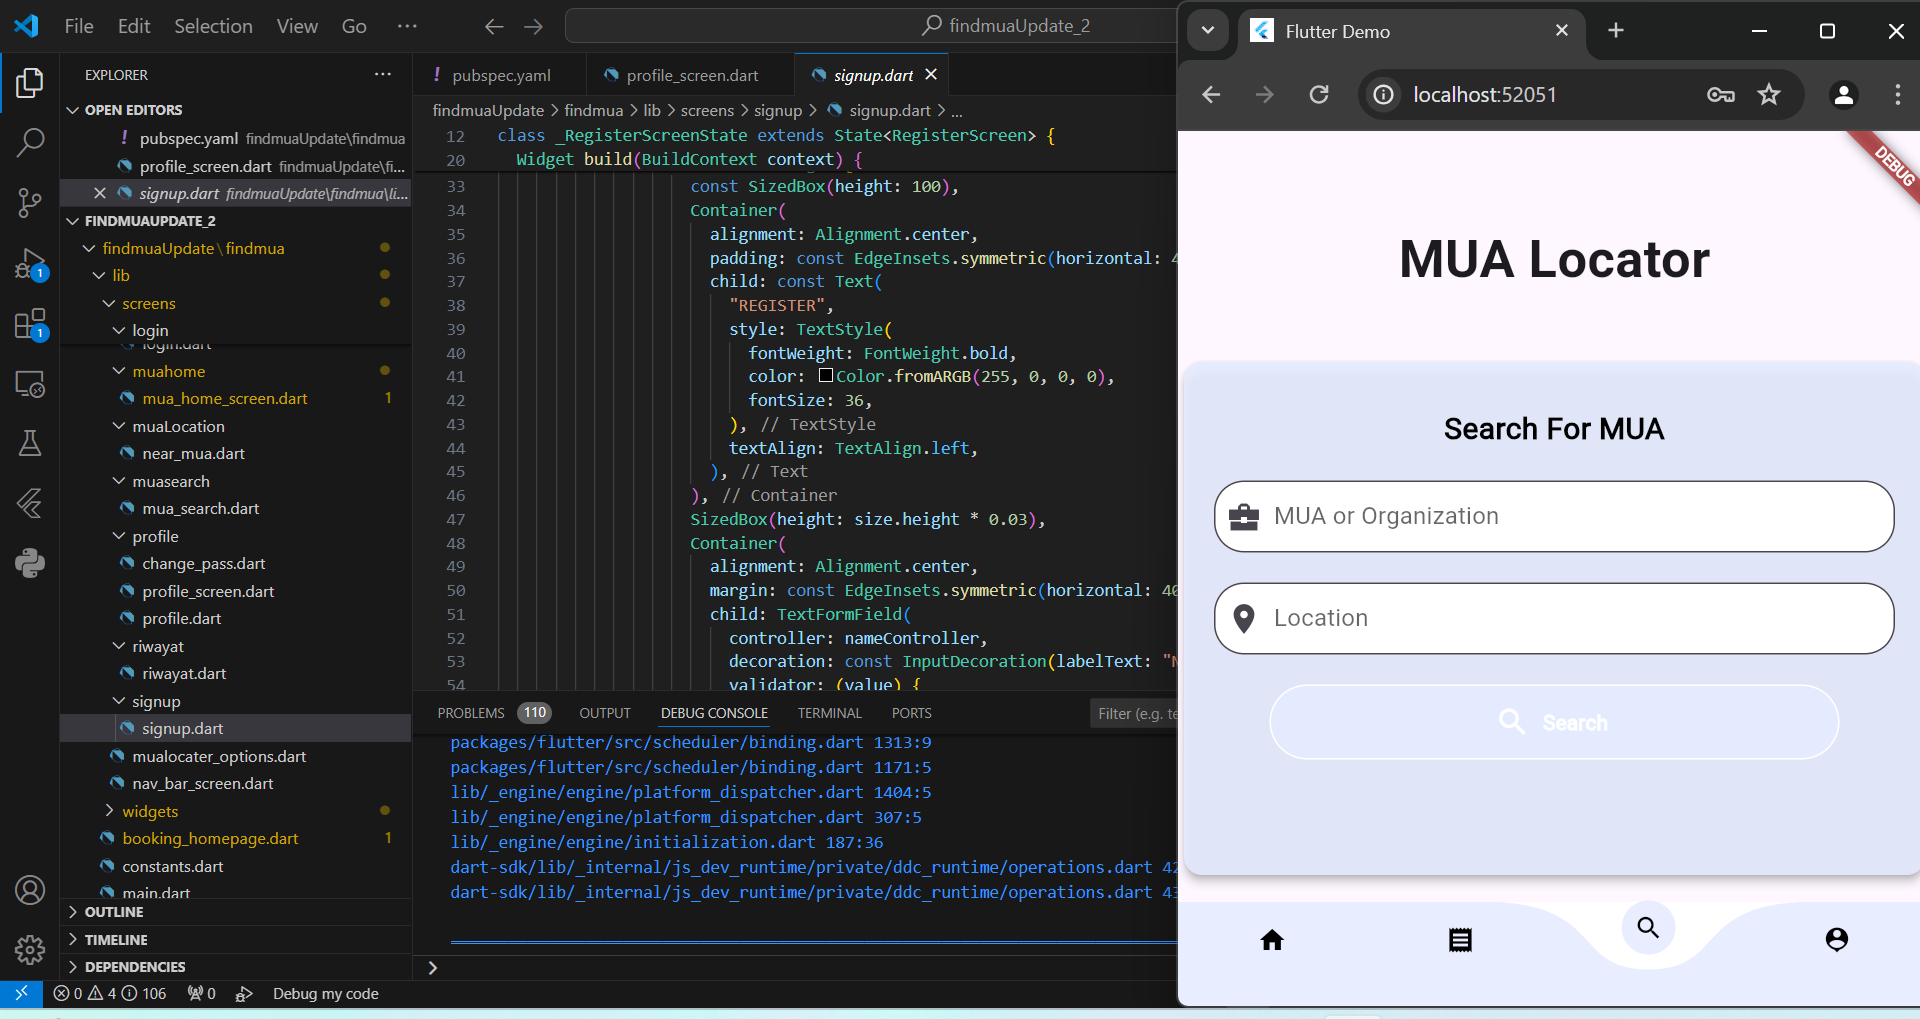 File Edit Selection View Go ···
findmuaUpdate_2
EXPLORER
OPEN EDITORS
! pubspec.yaml findmuaUpdate\findmua
profile_screen.dart findmuaUpdate\fi...
signup.dart findmuaUpdate\findmua\li...
FINDMUAUPDATE_2
findmuaUpdate\findmua
lib
screens
login
login.dart
muahome
mua_home_screen.dart 1
muaLocation
near_mua.dart
muasearch
mua_search.dart
profile
change_pass.dart
profile_screen.dart
profile.dart
riwayat
riwayat.dart
signup
signup.dart
mualocater_options.dart
nav_bar_screen.dart
widgets
booking_homepage.dart 1
constants.dart
main.dart
OUTLINE
TIMELINE
DEPENDENCIES
1
1
! pubspec.yaml profile_screen.dart signup.dart
findmuaUpdate > findmua > lib > screens > signup > signup.dart > ...
12 class _RegisterScreenState extends State<RegisterScreen> {
20 Widget build(BuildContext context) {
33 const SizedBox(height: 100),
34 Container(
35 alignment: Alignment.center,
36 padding: const EdgeInsets.symmetric(horizontal: 4
37 child: const Text(
38 "REGISTER",
39 style: TextStyle(
40 fontWeight: FontWeight.bold,
41 color: Color.fromARGB(255, 0, 0, 0),
42 fontSize: 36,
43 ), // TextStyle
44 textAlign: TextAlign.left,
45 ), // Text
46 ), // Container
47 SizedBox(height: size.height * 0.03),
48 Container(
49 alignment: Alignment.center,
50 margin: const EdgeInsets.symmetric(horizontal: 40
51 child: TextFormField(
52 controller: nameController,
53 decoration: const InputDecoration(labelText: "N
54 validator: (value) {
PROBLEMS 110 OUTPUT DEBUG CONSOLE TERMINAL PORTS Filter (e.g. te
packages/flutter/src/scheduler/binding.dart 1313:9
packages/flutter/src/scheduler/binding.dart 1171:5
lib/_engine/engine/platform_dispatcher.dart 1404:5
lib/_engine/engine/platform_dispatcher.dart 307:5
lib/_engine/engine/initialization.dart 187:36
dart-sdk/lib/_internal/js_dev_runtime/private/ddc_runtime/operations.dart 42
dart-sdk/lib/_internal/js_dev_runtime/private/ddc_runtime/operations.dart 43
0 4 106 0 Debug my code
Flutter Demo
localhost:52051
DEBUG
MUA Locator
Search For MUA
MUA or Organization
Location
Search